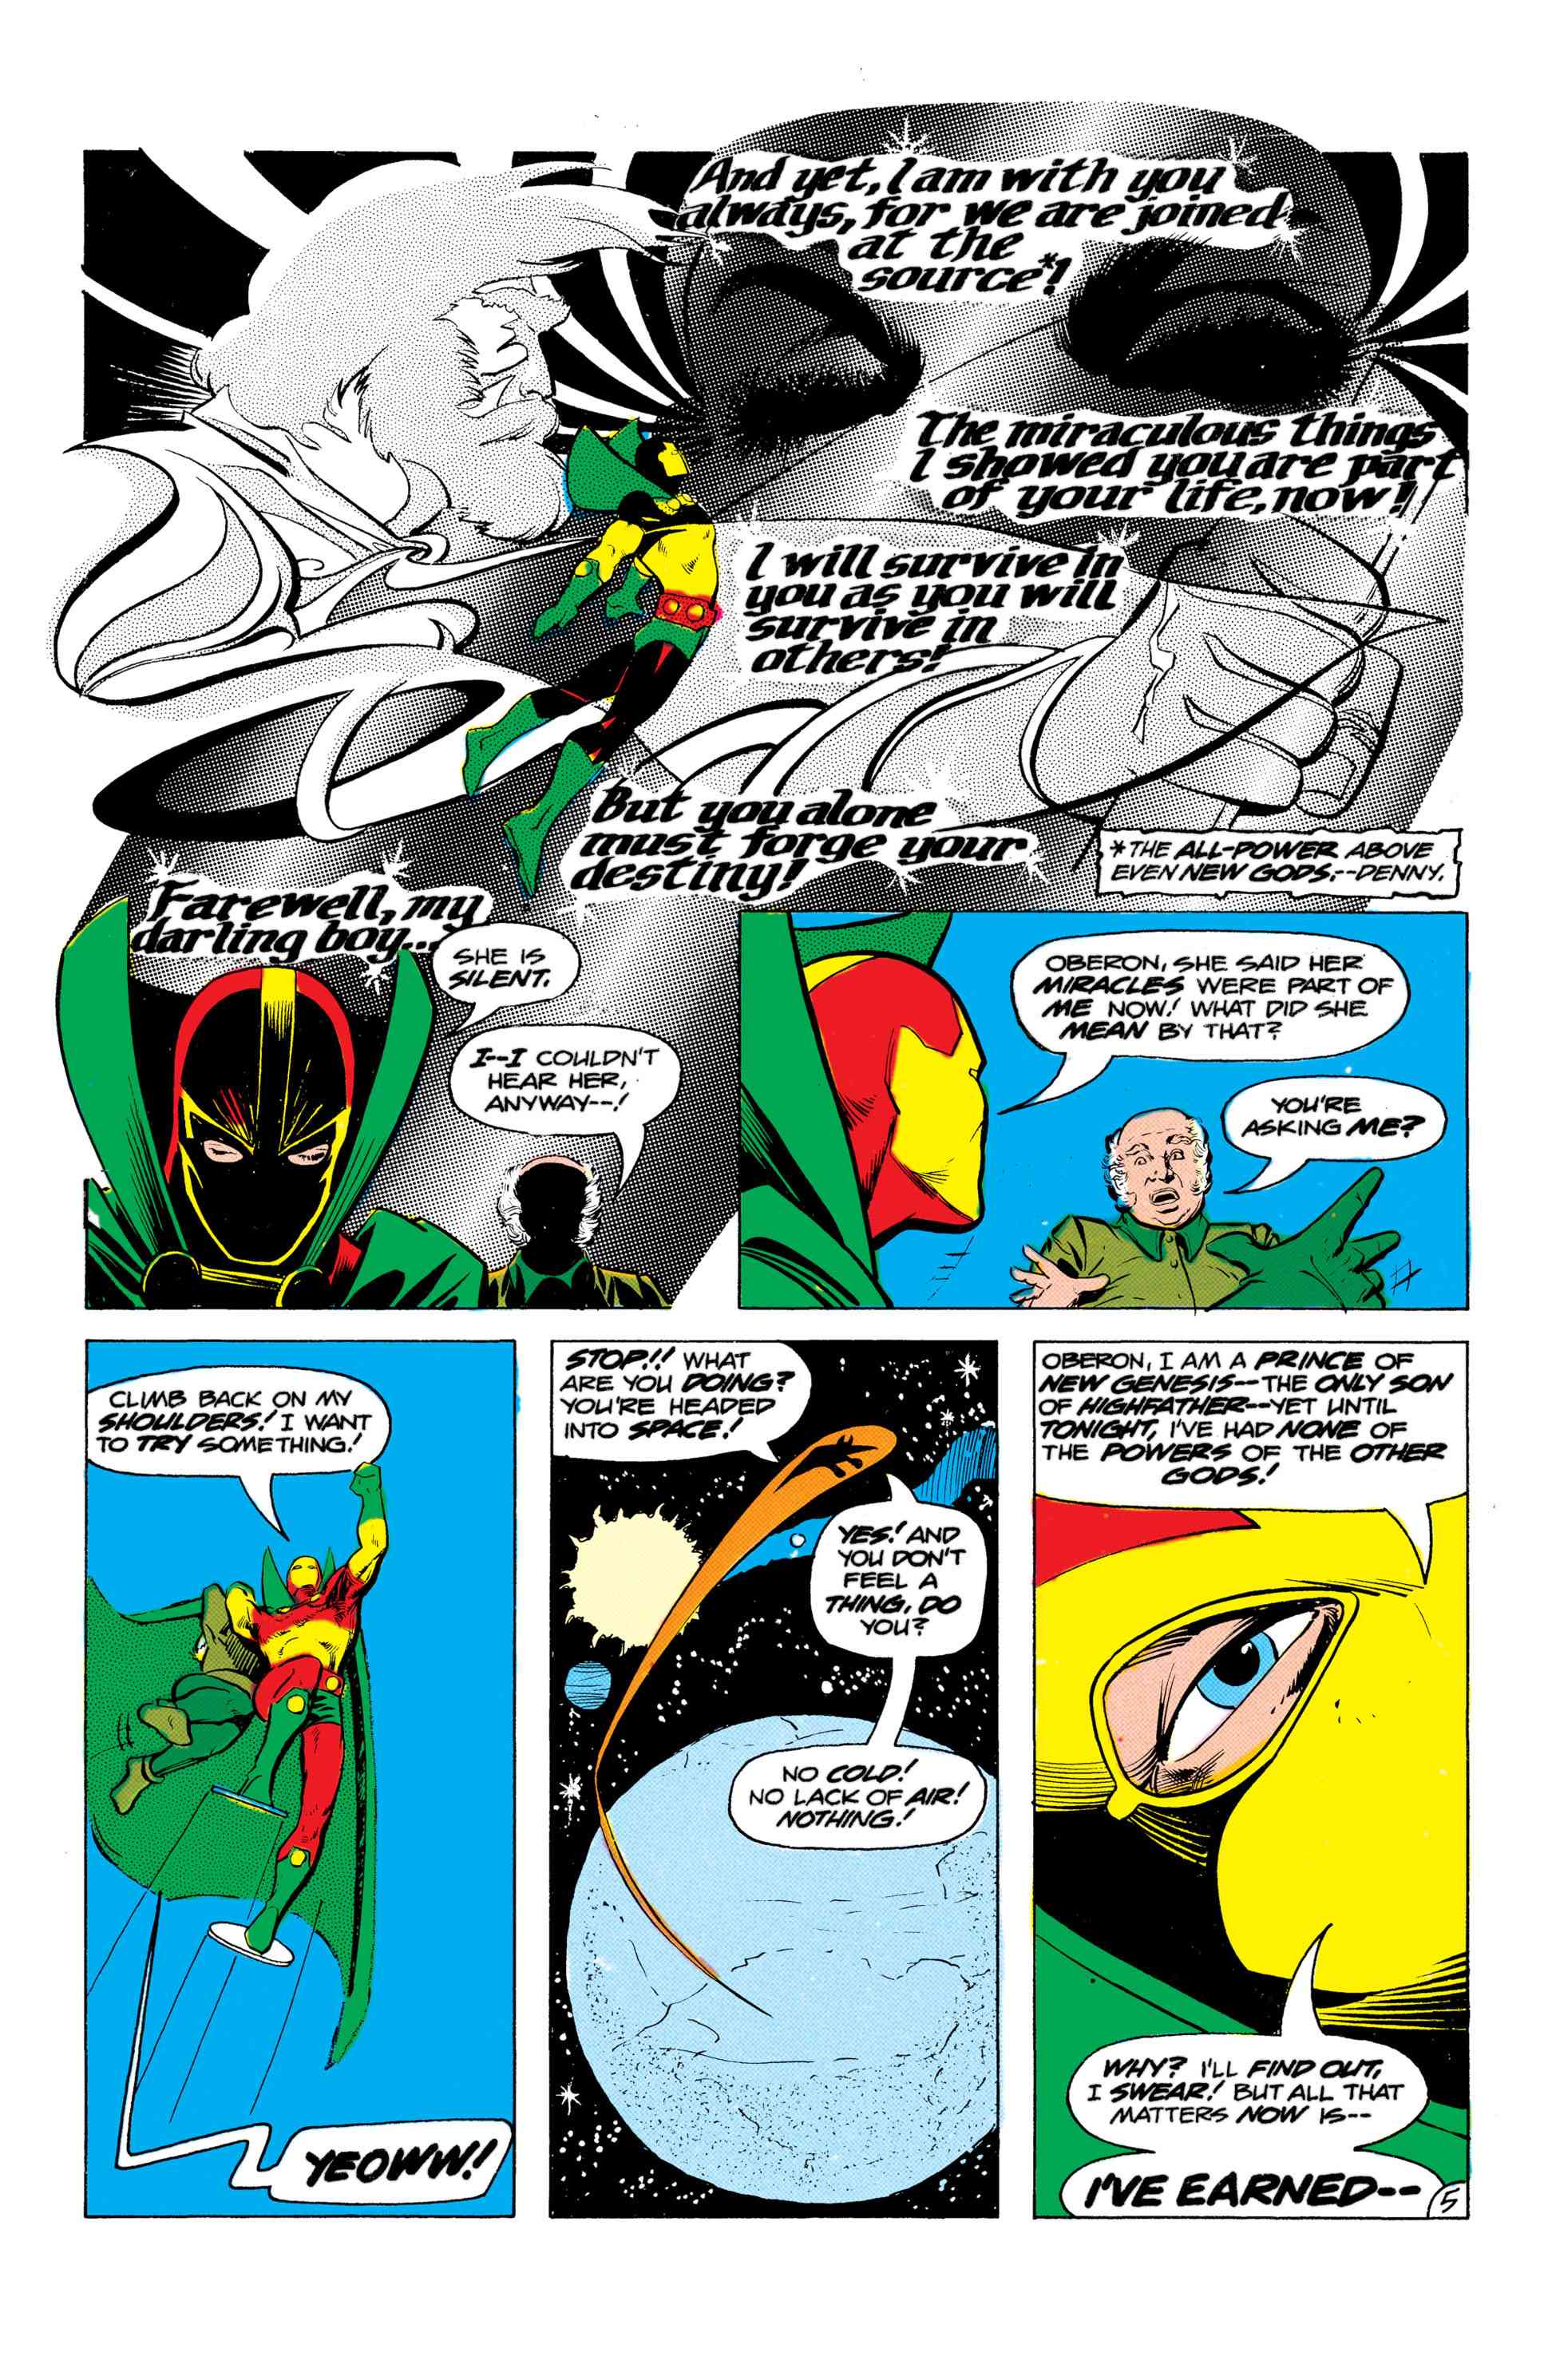 And yet, I am with you
always, for we are joined
at the
source*!
The miraculous things
I showed you are part
of your life, now!
I will survive in
you as you will
survive in
others!
But you alone
must forge your
destiny!
*THE ALL-POWER ABOVE
EVEN NEW GODS.--DENNY.
Farewell, my
darling boy...
SHE IS
SILENT.
I--I COULDN'T
HEAR HER,
ANYWAY--!
OBERON, SHE SAID HER
MIRACLES WERE PART OF
ME NOW! WHAT DID SHE
MEAN BY THAT?
YOU'RE
ASKING ME?
CLIMB BACK ON MY
SHOULDERS! I WANT
TO TRY SOMETHING!
YEOWW!
STOP!! WHAT
ARE YOU DOING?
YOU'RE HEADED
INTO SPACE!
YES! AND
YOU DON'T
FEEL A
THING, DO
YOU?
NO COLD!
NO LACK OF AIR!
NOTHING!
OBERON, I AM A PRINCE OF
NEW GENESIS--THE ONLY SON
OF HIGHFATHER--YET UNTIL
TONIGHT, I'VE HAD NONE OF
THE POWERS OF THE OTHER
GODS!
WHY? I'LL FIND OUT,
I SWEAR! BUT ALL THAT
MATTERS NOW IS--
I'VE EARNED--
5